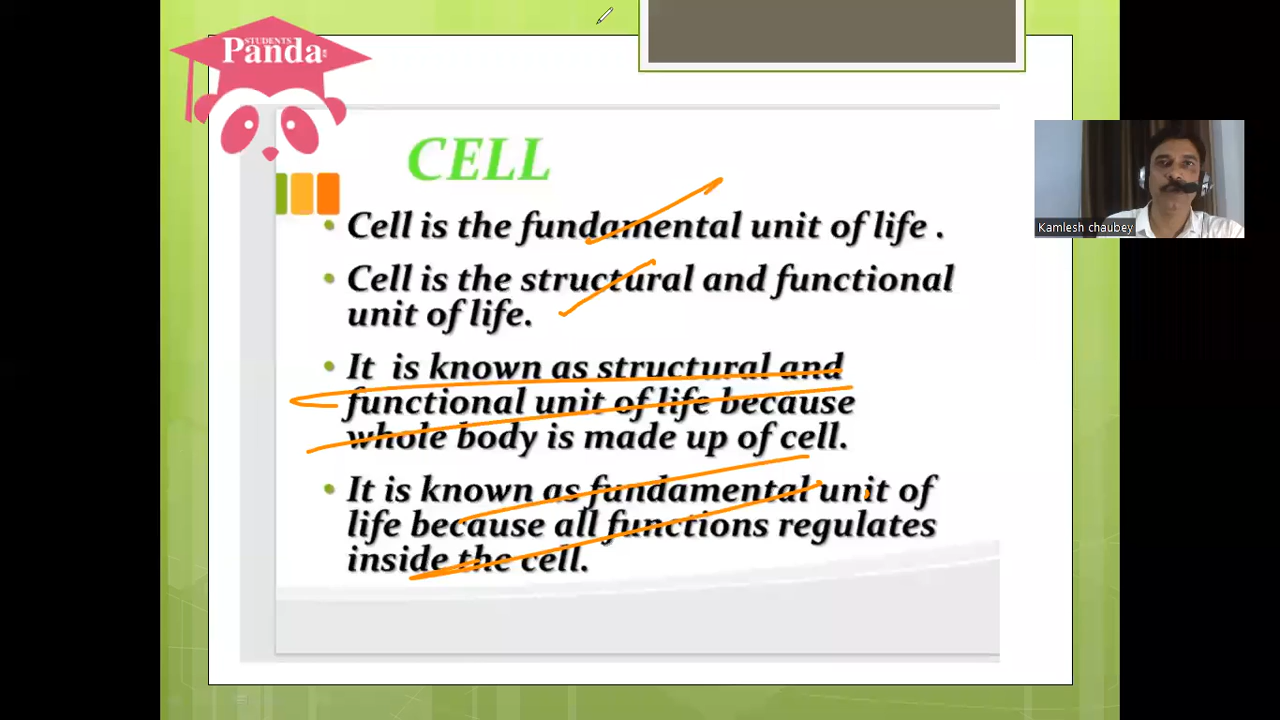 STUDENTS
Panda
CELL
Cell is the fundamental unit of life .
Cell is the structural and functional
unit of life.
It is known as structural and
functional unit of life because
whole body is made up of cell.
It is known as fundamental unit of
life because all functions regulates
inside the cell.
Kamlesh chaubey